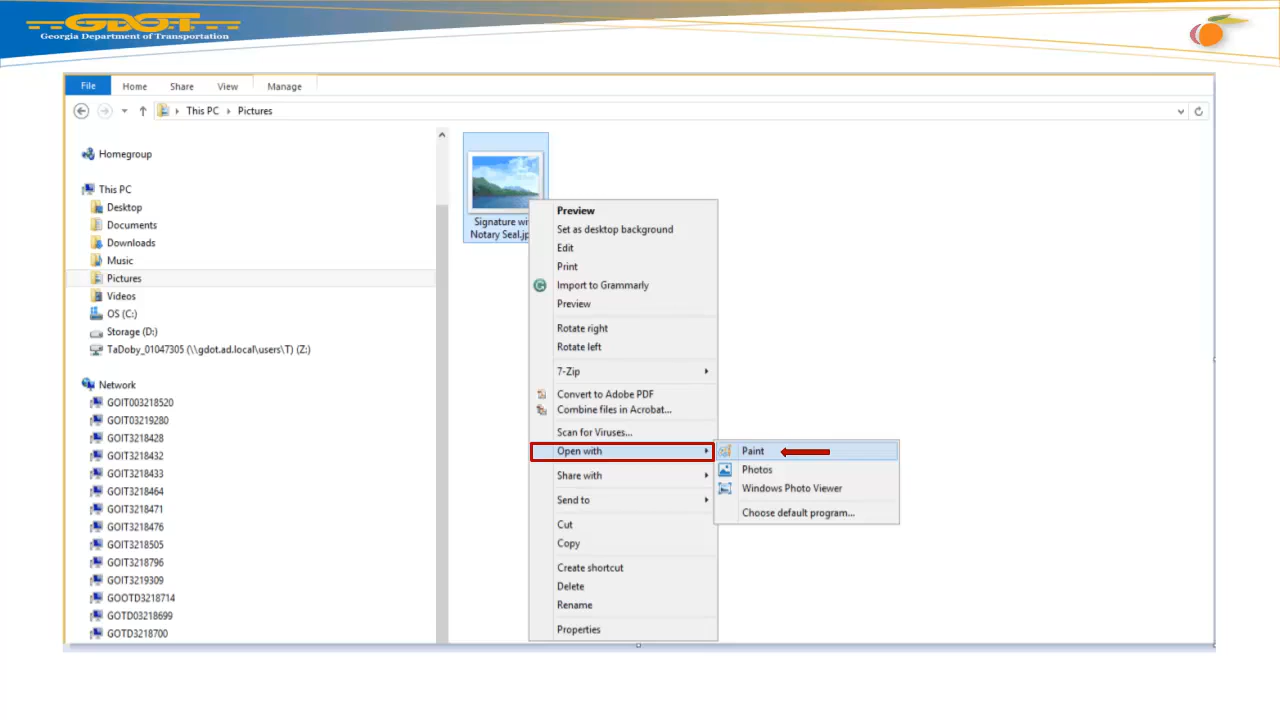 GDOT
Georgia Department of Transportation
File Home Share View Manage
This PC Pictures
Homegroup
This PC
Desktop
Documents
Downloads
Music
Pictures
Videos
OS (C:)
Storage (D:)
TaDoby_01047305 (\\gdot.ad.local\users\T) (Z:)
Network
GOIT003218520
GOIT03219280
GOIT3218428
GOIT3218432
GOIT3218433
GOIT3218464
GOIT3218471
GOIT3218476
GOIT3218505
GOIT3218796
GOIT3219309
GOOTD3218714
GOTD03218699
GOTD3218700
Signature wi
Notary Seal.jp
Preview
Set as desktop background
Edit
Print
Import to Grammarly
Preview
Rotate right
Rotate left
7-Zip
Convert to Adobe PDF
Combine files in Acrobat...
Scan for Viruses...
Open with
Share with
Send to
Cut
Copy
Create shortcut
Delete
Rename
Properties
Paint
Photos
Windows Photo Viewer
Choose default program...